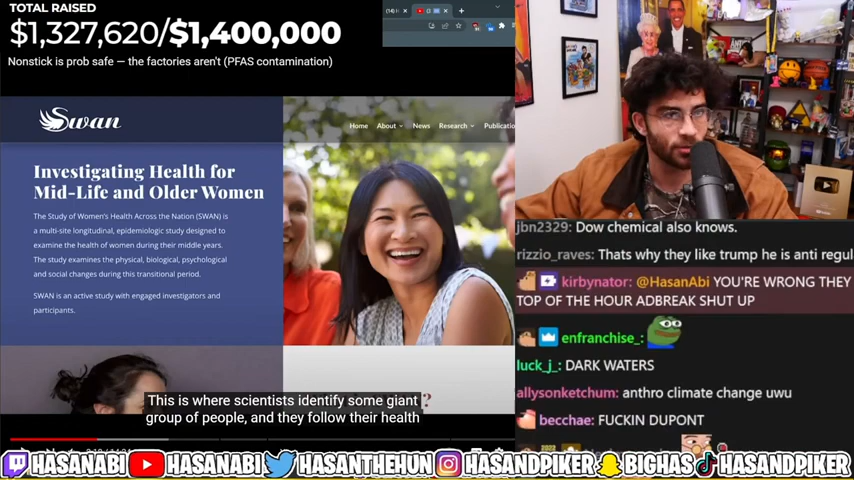 TOTAL RAISED
$1,327,620/$1,400,000
Nonstick is prob safe — the factories aren't (PFAS contamination)
Swan
Home About News Research Publicatio
Investigating Health for
Mid-Life and Older Women
The Study of Women's Health Across the Nation (SWAN) is
a multi-site longitudinal, epidemiologic study designed to
examine the health of women during their middle years.
The study examines the physical, biological, psychological
and social changes during this transitional period.
SWAN is an active study with engaged investigators and
participants.
This is where scientists identify some giant
group of people, and they follow their health
jbn2329: Dow chemical also knows.
rizzio_raves: Thats why they like trump he is anti regul
kirbynator: @HasanAbi YOU'RE WRONG THEY
TOP OF THE HOUR ADBREAK SHUT UP
enfranchise_:
luck_j_: DARK WATERS
allysonketchum: anthro climate change uwu
becchae: FUCKIN DUPONT
HASANABI HASANABI HASANTHEHUN HASANDPIKER BIGHAS HASANDPIKER